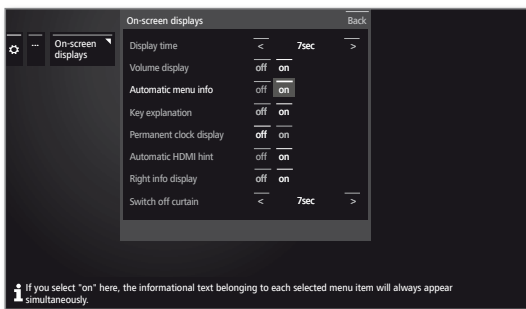 On-screen displays Back
... On-screen
displays
Display time < 7sec >
Volume display off on
Automatic menu info off on
Key explanation off on
Permanent clock display off on
Automatic HDMI hint off on
Right info display off on
Switch off curtain < 7sec >
If you select "on" here, the informational text belonging to each selected menu item will always appear
simultaneously.